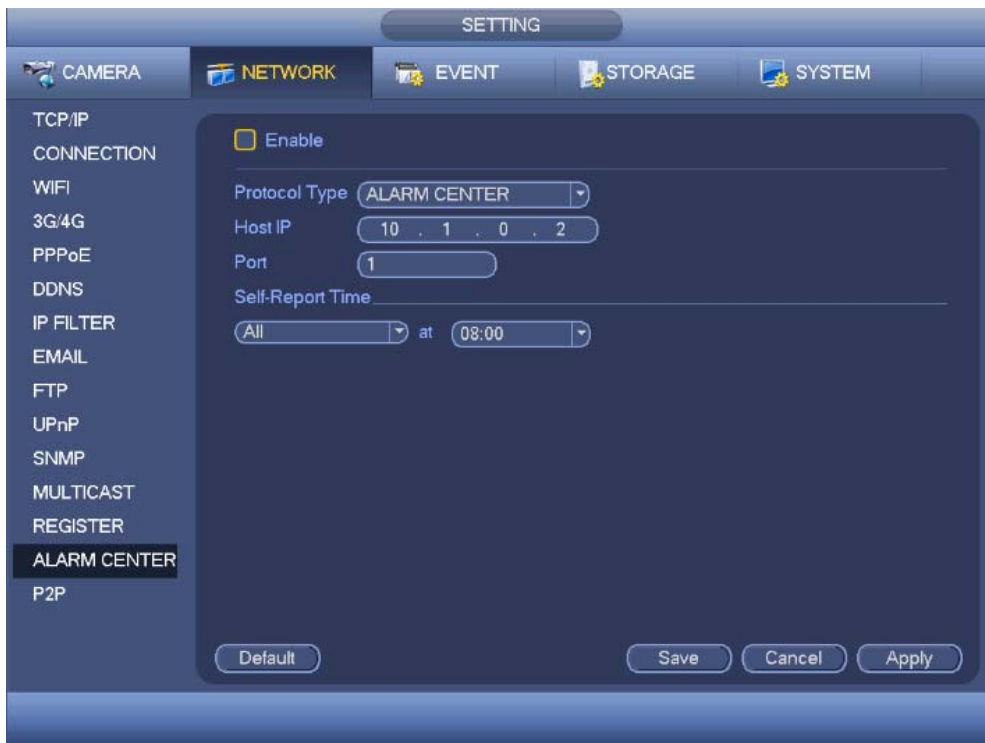 SETTING
CAMERA NETWORK EVENT STORAGE SYSTEM
TCP/IP
CONNECTION
WIFI
3G/4G
PPPoE
DDNS
IP FILTER
EMAIL
FTP
UPnP
SNMP
MULTICAST
REGISTER
ALARM CENTER
P2P
Enable
Protocol Type ALARM CENTER
Host IP 10 . 1 . 0 . 2
Port 1
Self-Report Time
All at 08:00
Default Save Cancel Apply